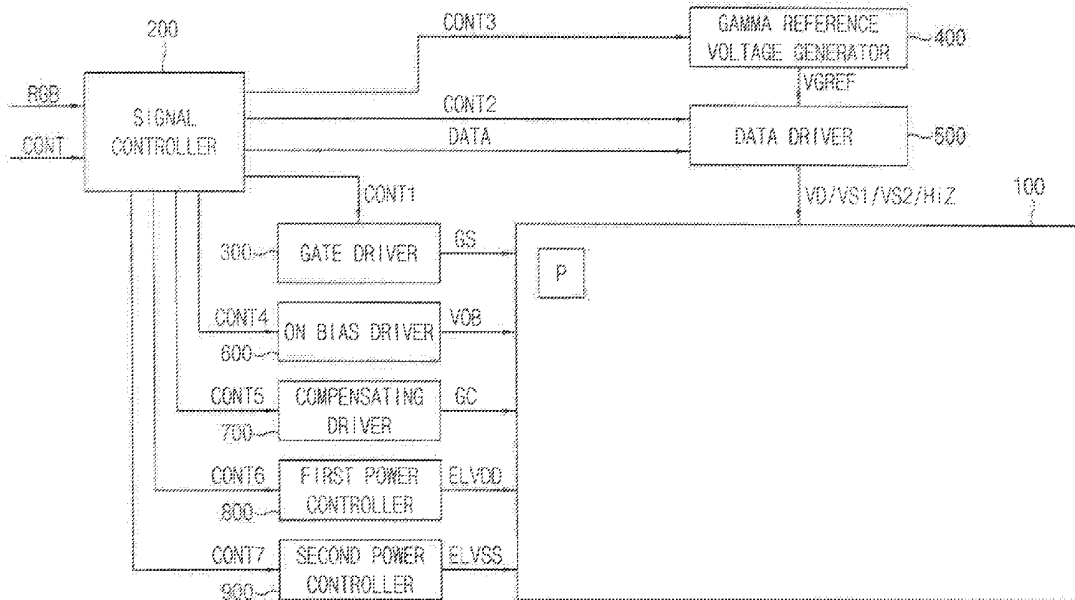 200
CONT3
GAMMA REFERENCE
VOLTAGE GENERATOR
400
VGREF
RGB
CONT
SIGNAL
CONTROLLER
CONT2
DATA
DATA DRIVER
500
CONT1
VD/VS1/VS2/HiZ
100
300
GATE DRIVER
GS
P
CONT4
ON BIAS DRIVER
VOB
600
CONT5
COMPENSATING
DRIVER
GC
700
CONT6
FIRST POWER
CONTROLLER
ELVDD
800
CONT7
SECOND POWER
CONTROLLER
ELVSS
900